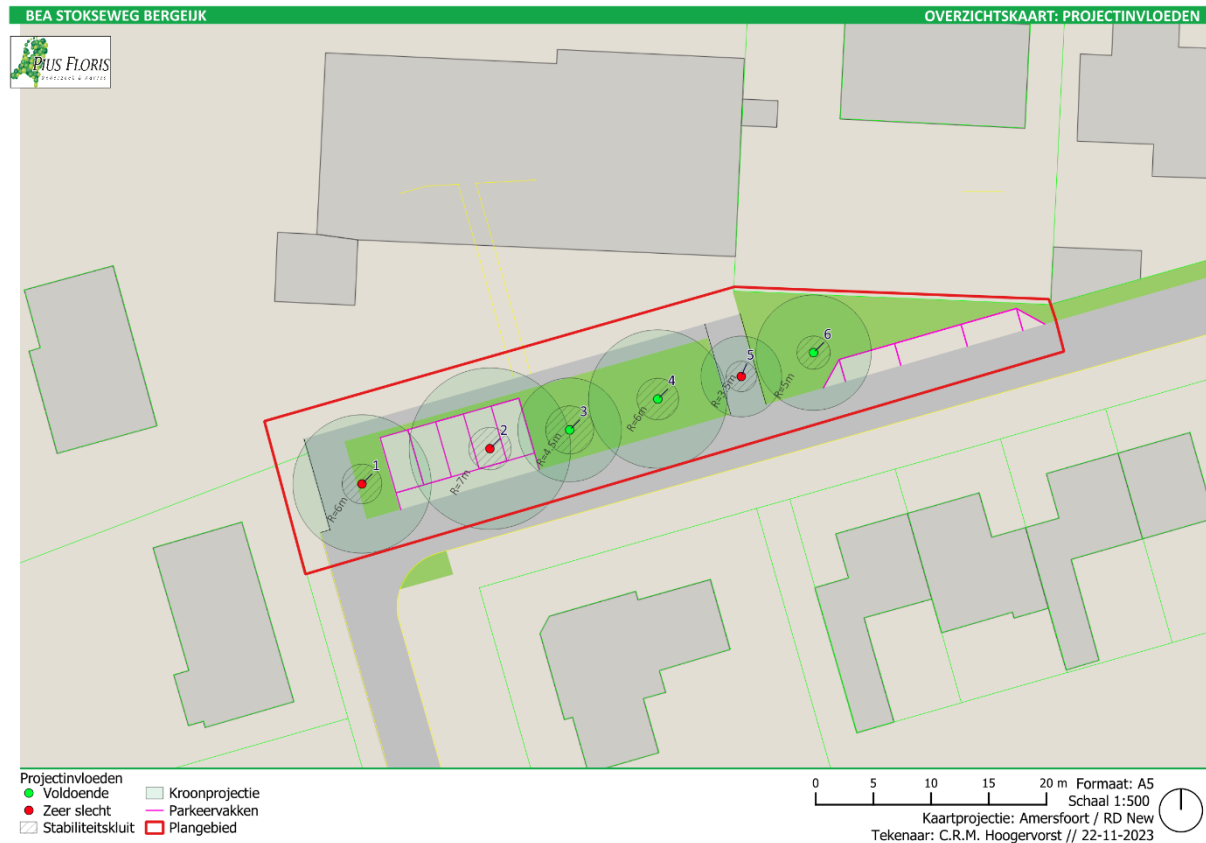 BEA STOKSEWEG BERGEIJK
OVERZICHTSKAART: PROJECTINVLOEDEN
PIUS FLORIS
6
5
4
3
2
1
R=5m
R=3.5m
R=6m
R=4.5m
R=7m
R=6m
Projectinvloeden
Voldoende
Zeer slecht
Stabiliteitskluit
Kroonprojectie
Parkeervakken
Plangebied
0 5 10 15 20 m
Formaat: A5
Schaal 1:500
Kaartprojectie: Amersfoort / RD New
Tekenaar: C.R.M. Hoogervorst // 22-11-2023